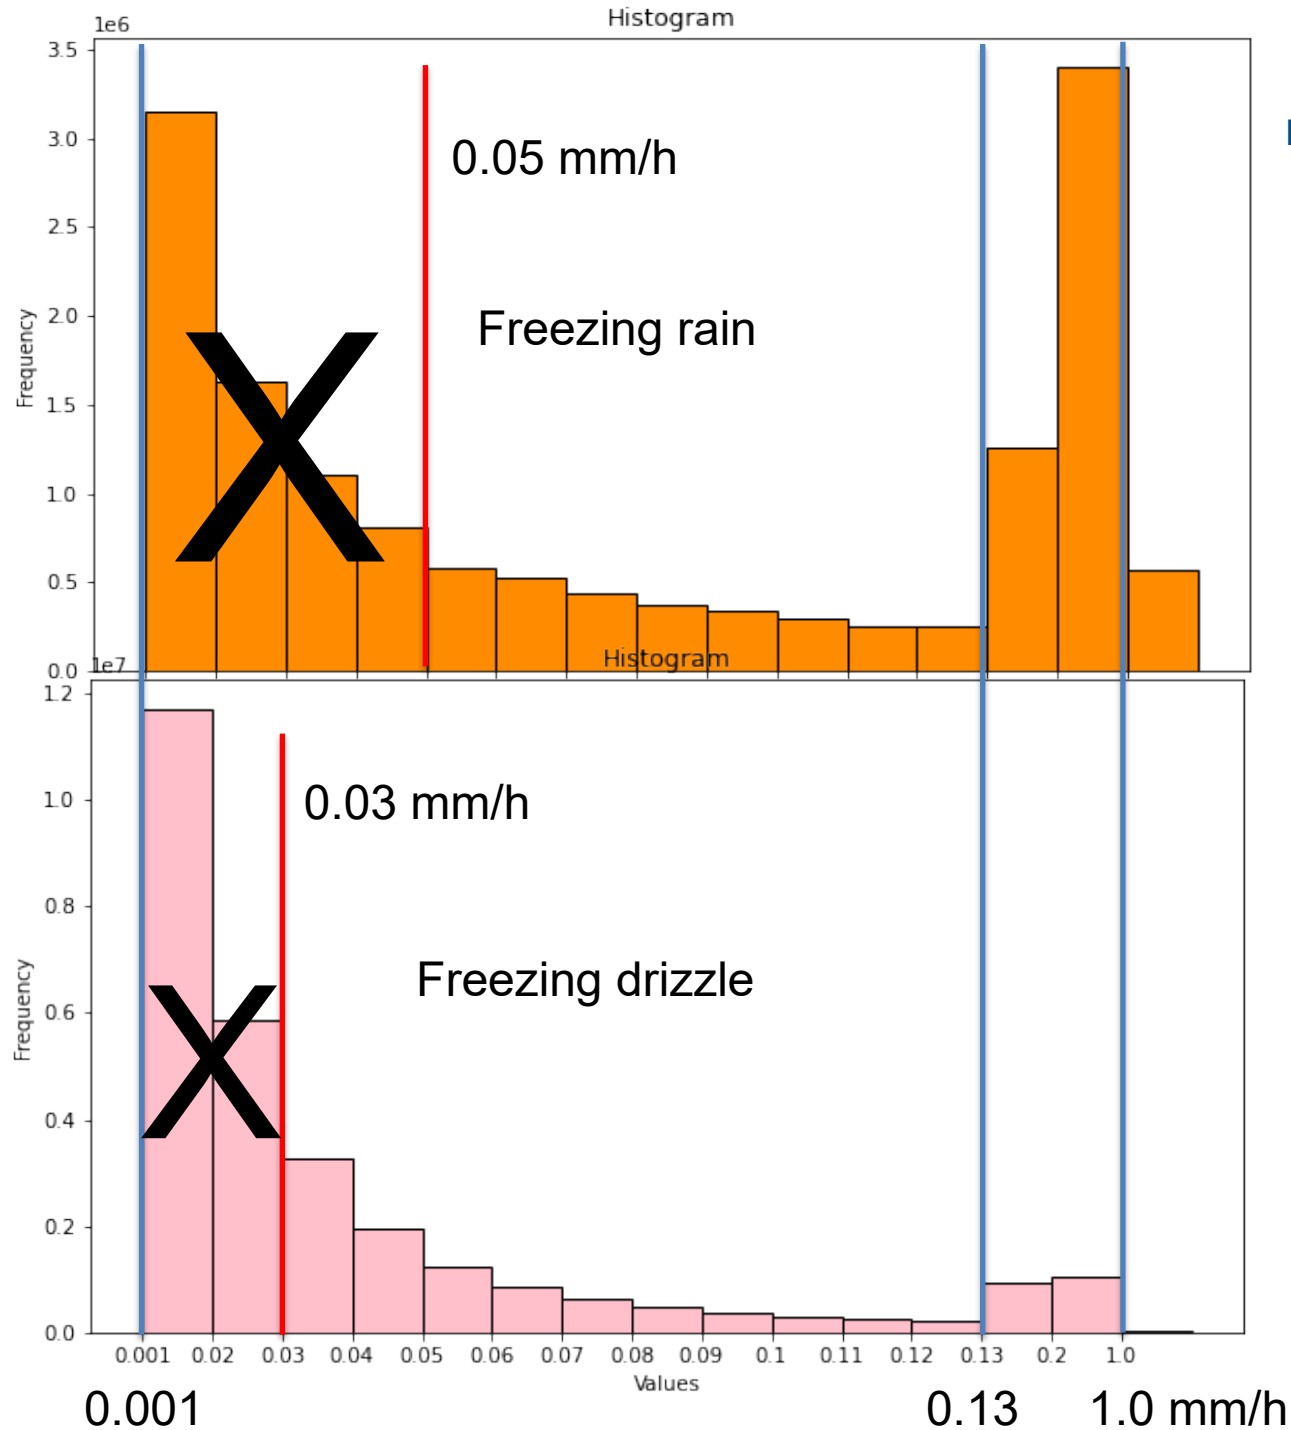 Histogram
1e6
3.5
3.0
2.5
2.0
1.5
1.0
0.5
0.0
Frequency
0.05 mm/h
Freezing rain
X
Histogram
1e7
1.2
1.0
0.8
0.6
0.4
0.2
0.0
Frequency
0.03 mm/h
Freezing drizzle
X
0.001 0.02 0.03 0.04 0.05 0.06 0.07 0.08 0.09 0.1 0.11 0.12 0.13 0.2 1.0
Values
0.001 0.13 1.0 mm/h